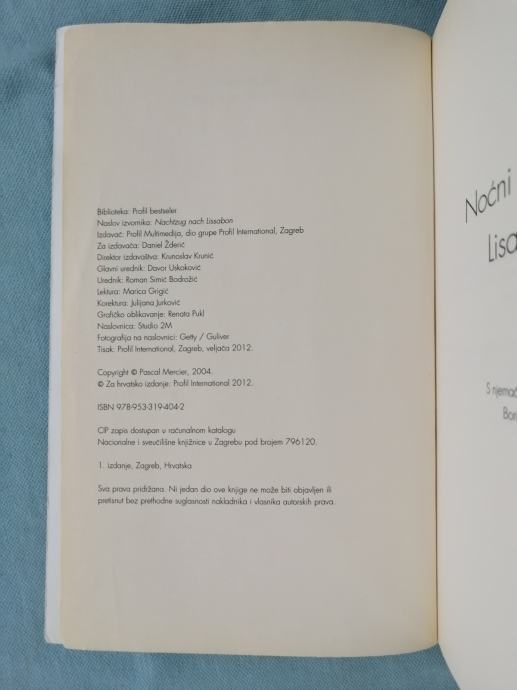 Biblioteka: Profil bestseler
Naslov izvornika: Nachtzug nach Lissabon
Izdavač: Profil Multimedija, dio grupe Profil International, Zagreb
Za izdavača: Daniel Žderić
Direktor izdavaštva: Krunoslav Krunić
Glavni urednik: Davor Uskoković
Urednik: Roman Simić Bodrožić
Lektura: Marica Grigić
Korektura: Julijana Jurković
Grafičko oblikovanje: Renata Pukl
Naslovnica: Studio 2M
Fotografija na naslovnici: Getty / Guliver
Tisak: Profil International, Zagreb, veljača 2012.
Copyright © Pascal Mercier, 2004.
© Za hrvatsko izdanje: Profil International 2012.
ISBN 978-953-319-404-2
CIP zapis dostupan u računalnom katalogu
Nacionalne i sveučilišne knjižnice u Zagrebu pod brojem 796120.
1. izdanje, Zagreb, Hrvatska
Sva prava pridržana. Ni jedan dio ove knjige ne može biti objavljen ili
pretisnut bez prethodne suglasnosti nakladnika i vlasnika autorskih prava.
Noćni
Lisa
S njemač
Bor